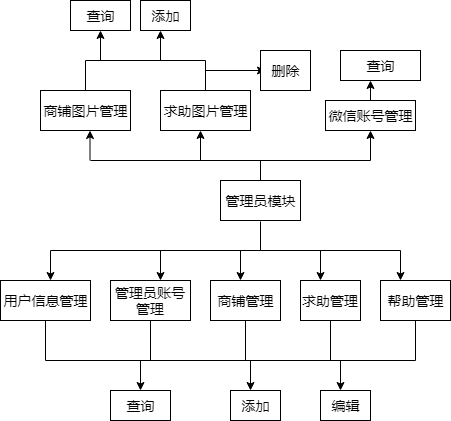 查询
添加
删除
查询
商铺图片管理
求助图片管理
微信账号管理
管理员模块
用户信息管理
管理员账号
管理
商铺管理
求助管理
帮助管理
查询
添加
编辑